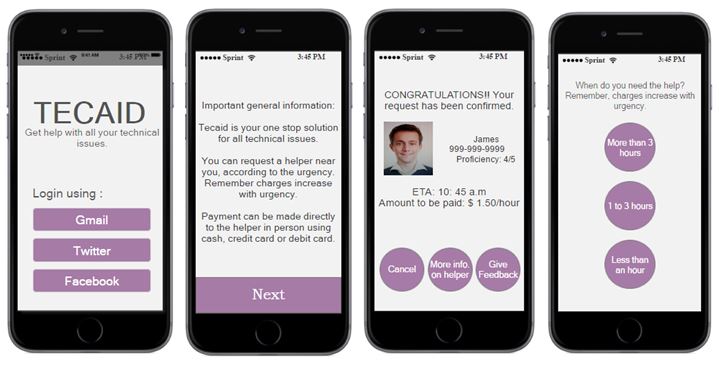 Sprint 9:41 AM 3:45 PM
TECAID
Get help with all your technical
issues.
Login using :
Gmail
Twitter
Facebook
Sprint 3:45 PM
Important general information:
Tecaid is your one stop solution
for all technical issues.
You can request a helper near
you, according to the urgency.
Remember charges increase
with urgency.
Payment can be made directly
to the helper in person using
cash, credit card or debit card.
Next
Sprint 3:45 PM
CONGRATULATIONS!! Your
request has been confirmed.
James
999-999-9999
Proficiency: 4/5
ETA: 10: 45 a.m
Amount to be paid: $ 1.50/hour
Cancel
More info.
on helper
Give
Feedback
Sprint 3:45 PM
When do you need the help?
Remember, charges increase with
urgency.
More than 3
hours
1 to 3 hours
Less than
an hour